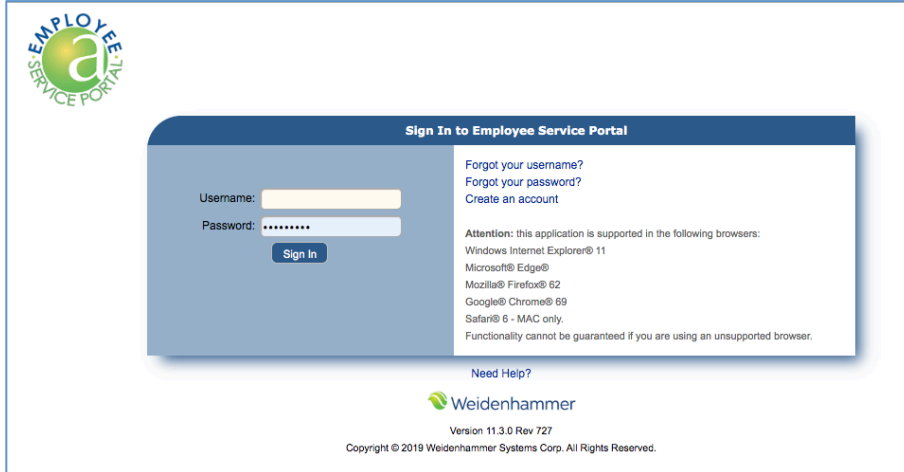 EMPLOYEE
a
SERVICE PORTAL
Sign In to Employee Service Portal
Username:
Password: •••••••••
Sign In
Forgot your username?
Forgot your password?
Create an account
Attention: this application is supported in the following browsers:
Windows Internet Explorer® 11
Microsoft® Edge®
Mozilla® Firefox® 62
Google® Chrome® 69
Safari® 6 - MAC only.
Functionality cannot be guaranteed if you are using an unsupported browser.
Need Help?
Weidenhammer
Version 11.3.0 Rev 727
Copyright © 2019 Weidenhammer Systems Corp. All Rights Reserved.